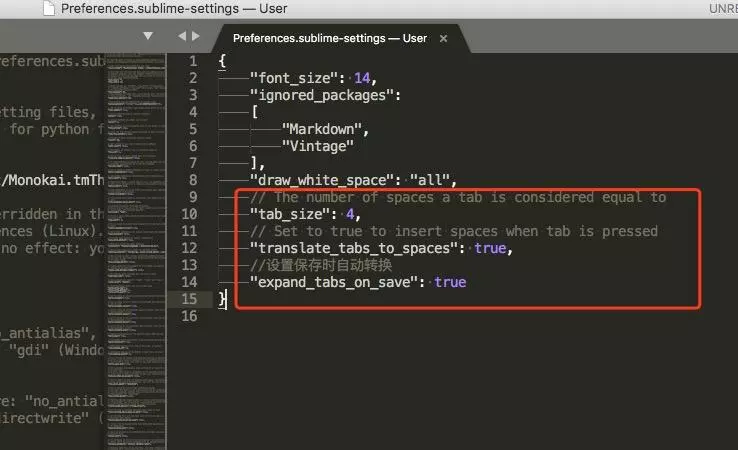 Preferences.sublime-settings — User
UNRE
Preferences.sublime-settings — User ×
references.sub
etting files,
for python f
/Monokai.tmTh
erridden in th
ences (Linux).
no effect: yo
o_antialias",
"gdi" (Windo
re: "no_antial
directwrite" (
1 {
2 "font_size": 14,
3 "ignored_packages":
4 [
5 "Markdown",
6 "Vintage"
7 ],
8 "draw_white_space": "all",
9 // The number of spaces a tab is considered equal to
10 "tab_size": 4,
11 // Set to true to insert spaces when tab is pressed
12 "translate_tabs_to_spaces": true,
13 //设置保存时自动转换
14 "expand_tabs_on_save": true
15 }
16